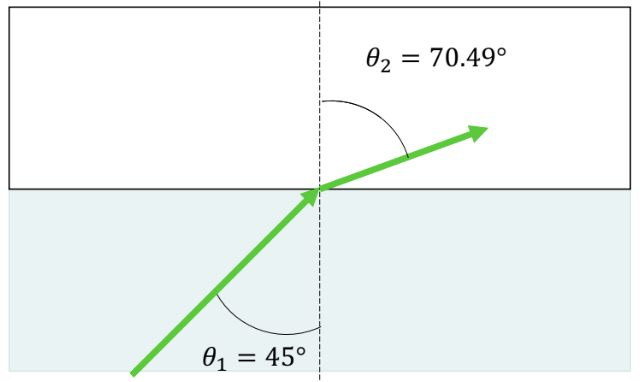 θ₂ = 70.49°
θ₁ = 45°